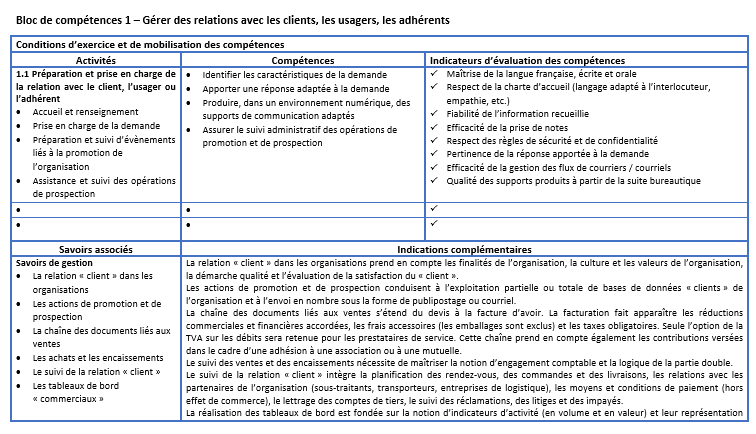 Bloc de compétences 1 – Gérer des relations avec les clients, les usagers, les adhérents
Conditions d'exercice et de mobilisation des compétences
Activités
Compétences
Indicateurs d'évaluation des compétences
1.1 Préparation et prise en charge de
la relation avec le client, l'usager ou
l'adhérent
• Accueil et renseignement
• Prise en charge de la demande
• Préparation et suivi d'évènements
liés à la promotion de
l'organisation
• Assistance et suivi des opérations
de prospection
• Identifier les caractéristiques de la demande
• Apporter une réponse adaptée à la demande
• Produire, dans un environnement numérique, des
supports de communication adaptés
• Assurer le suivi administratif des opérations de
promotion et de prospection
✓ Maîtrise de la langue française, écrite et orale
✓ Respect de la charte d'accueil (langage adapté à l'interlocuteur,
empathie, etc.)
✓ Fiabilité de l'information recueillie
✓ Efficacité de la prise de notes
✓ Respect des règles de sécurité et de confidentialité
✓ Pertinence de la réponse apportée à la demande
✓ Efficacité de la gestion des flux de courriers / courriels
✓ Qualité des supports produits à partir de la suite bureautique
• • ✓
• • ✓
Savoirs associés
Indications complémentaires
Savoirs de gestion
• La relation « client » dans les
organisations
• Les actions de promotion et de
prospection
• La chaîne des documents liés aux
ventes
• Les achats et les encaissements
• Le suivi de la relation « client »
• Les tableaux de bord
« commerciaux »
La relation « client » dans les organisations prend en compte les finalités de l'organisation, la culture et les valeurs de l'organisation,
la démarche qualité et l'évaluation de la satisfaction du « client ».
Les actions de promotion et de prospection conduisent à l'exploitation partielle ou totale de bases de données « clients » de
l'organisation et à l'envoi en nombre sous la forme de publipostage ou courriel.
La chaîne des documents liés aux ventes s'étend du devis à la facture d'avoir. La facturation fait apparaître les réductions
commerciales et financières accordées, les frais accessoires (les emballages sont exclus) et les taxes obligatoires. Seule l'option de la
TVA sur les débits sera retenue pour les prestataires de service. Cette chaîne prend en compte également les contributions versées
dans le cadre d'une adhésion à une association ou à une mutuelle.
Le suivi des ventes et des encaissements nécessite de maîtriser la notion d'engagement comptable et la logique de la partie double.
Le suivi de la relation « client » intègre la planification des rendez-vous, des commandes et des livraisons, les relations avec les
partenaires de l'organisation (sous-traitants, transporteurs, entreprises de logistique), les moyens et conditions de paiement (hors
effet de commerce), le lettrage des comptes de tiers, le suivi des réclamations, des litiges et des impayés.
La réalisation des tableaux de bord est fondée sur la notion d'indicateurs d'activité (en volume et en valeur) et leur représentation